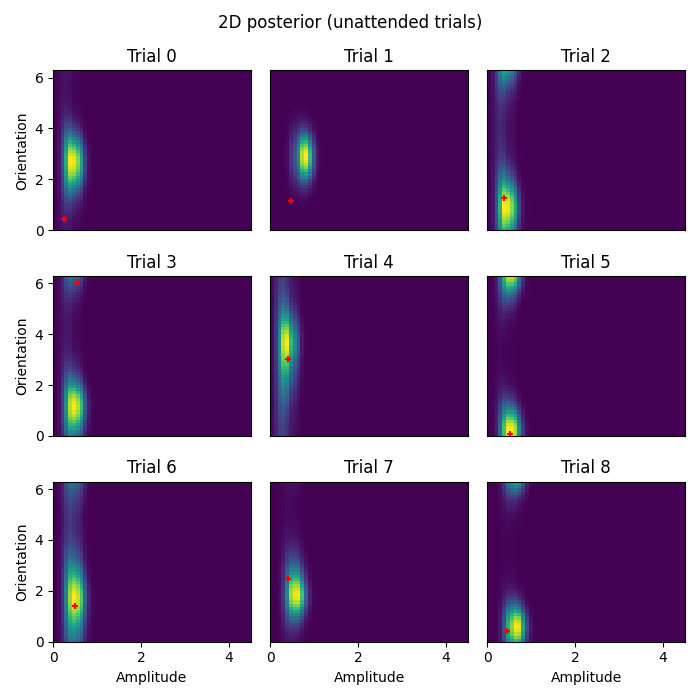 2D posterior (unattended trials)
Trial 0
Trial 1
Trial 2
Orientation
6
4
2
0
Trial 3
Trial 4
Trial 5
Orientation
6
4
2
0
Trial 6
Trial 7
Trial 8
Orientation
6
4
2
0
0 2 4
0 2 4
0 2 4
Amplitude
Amplitude
Amplitude